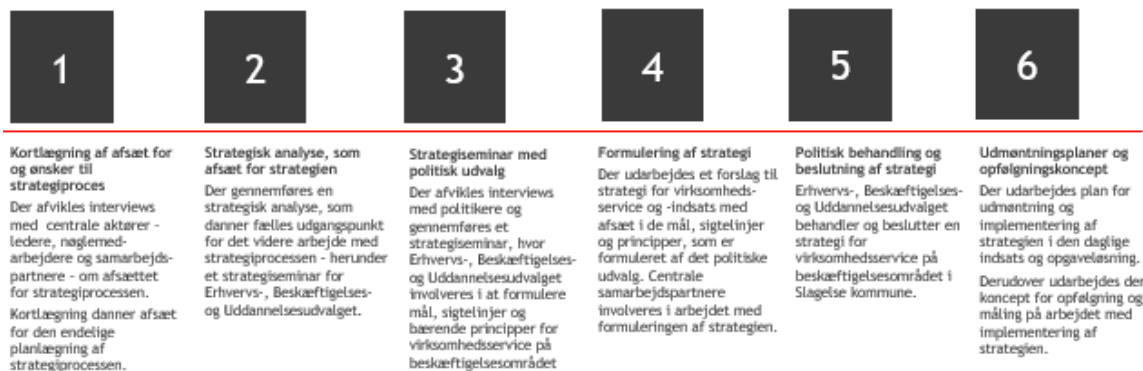 1
Kortlægning af afsæt for
og ønsker til
strategiproces
Der afvikles interviews
med centrale aktører -
ledere, nøglemed-
arbejdere og samarbejds-
partnere - om afsættet
for strategiprocessen.
Kortlægning danner afsæt
for den endelige
planlægning af
strategiprocessen.
2
Strategisk analyse, som
afsæt for strategien
Der gennemføres en
strategisk analyse, som
danner fælles udgangspunkt
for det videre arbejde med
strategiprocessen - herunder
et strategiseminar for
Erhvervs-, Beskæftigelses-
og Uddannelsesudvalget.
3
Strategiseminar med
politisk udvalg
Der afvikles interviews
med politikere og
gennemføres et
strategiseminar, hvor
Erhvervs-, Beskæftigelses-
og Uddannelsesudvalget
involveres i at formulere
mål, sigtelinjer og
bærende principper for
virksomhedsservice på
beskæftigelsesområdet
4
Formulering af strategi
Der udarbejdes et forslag til
strategi for virksomheds-
service og -indsats med
afsæt i de mål, sigtelinjer
og principper, som er
formuleret af det politiske
udvalg. Centrale
samarbejdspartnere
involveres i arbejdet med
formuleringen af strategien.
5
Politisk behandling og
beslutning af strategi
Erhvervs-, Beskæftigelses-
og Uddannelsesudvalget
behandler og beslutter en
strategi for
virksomhedsservice på
beskæftigelsesområdet i
Slagelse kommune.
6
Udmøntningsplaner og
opfølgningskoncept
Der udarbejdes plan for
udmøntning og
implementering af
strategien i den daglige
indsats og opgaveløsning.
Derudover udarbejdes der
koncept for opfølgning og
måling på arbejdet med
implementering af
strategien.